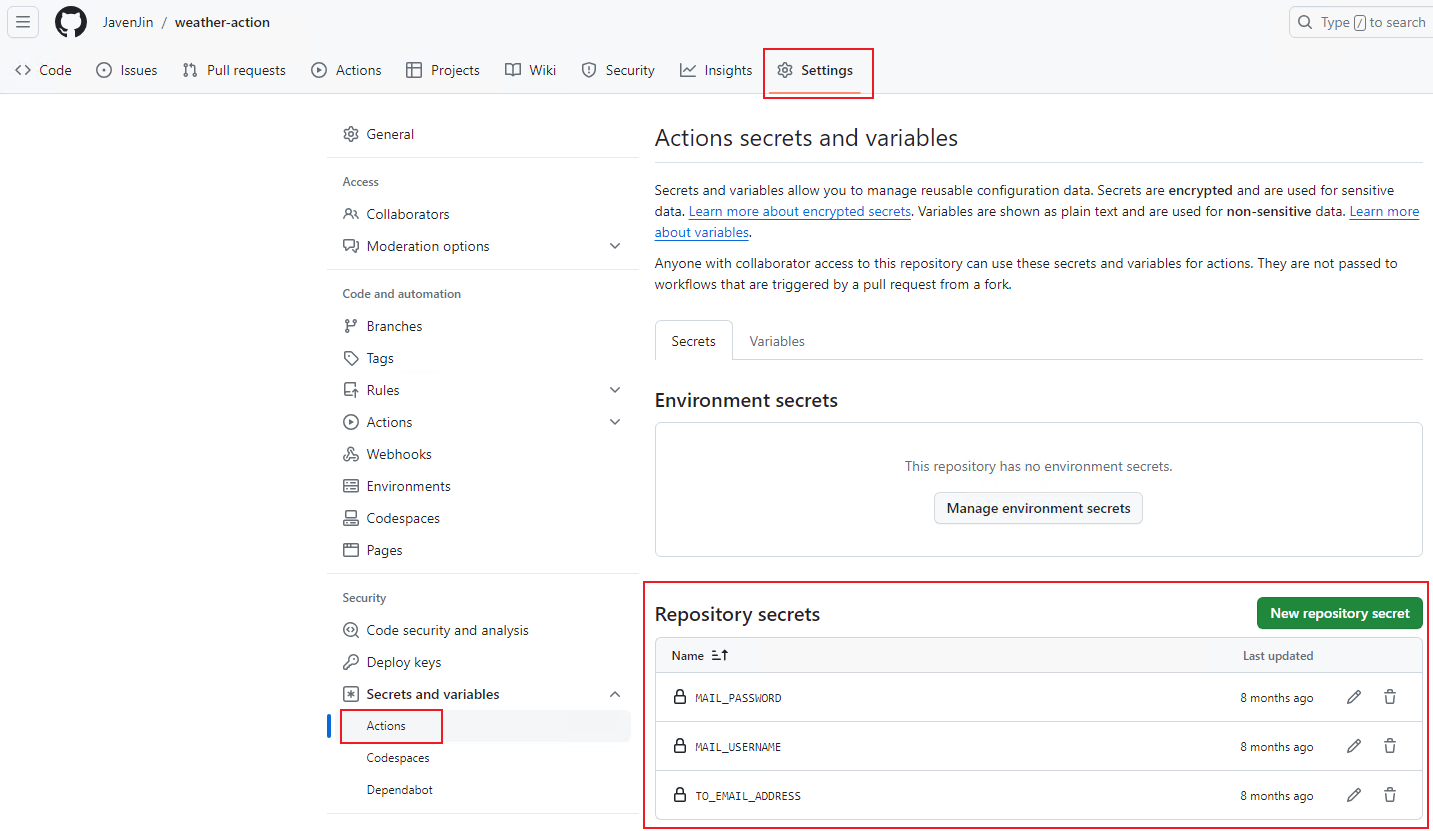 JavenJin / weather-action
Type / to search
Code Issues Pull requests Actions Projects Wiki Security Insights Settings
General
Access
Collaborators
Moderation options
Code and automation
Branches
Tags
Rules
Actions
Webhooks
Environments
Codespaces
Pages
Security
Code security and analysis
Deploy keys
Secrets and variables
Actions
Codespaces
Dependabot
Actions secrets and variables
Secrets and variables allow you to manage reusable configuration data. Secrets are encrypted and are used for sensitive
data. Learn more about encrypted secrets. Variables are shown as plain text and are used for non-sensitive data. Learn more
about variables.
Anyone with collaborator access to this repository can use these secrets and variables for actions. They are not passed to
workflows that are triggered by a pull request from a fork.
Secrets Variables
Environment secrets
This repository has no environment secrets.
Manage environment secrets
Repository secrets
New repository secret
Name Last updated
MAIL_PASSWORD 8 months ago
MAIL_USERNAME 8 months ago
TO_EMAIL_ADDRESS 8 months ago